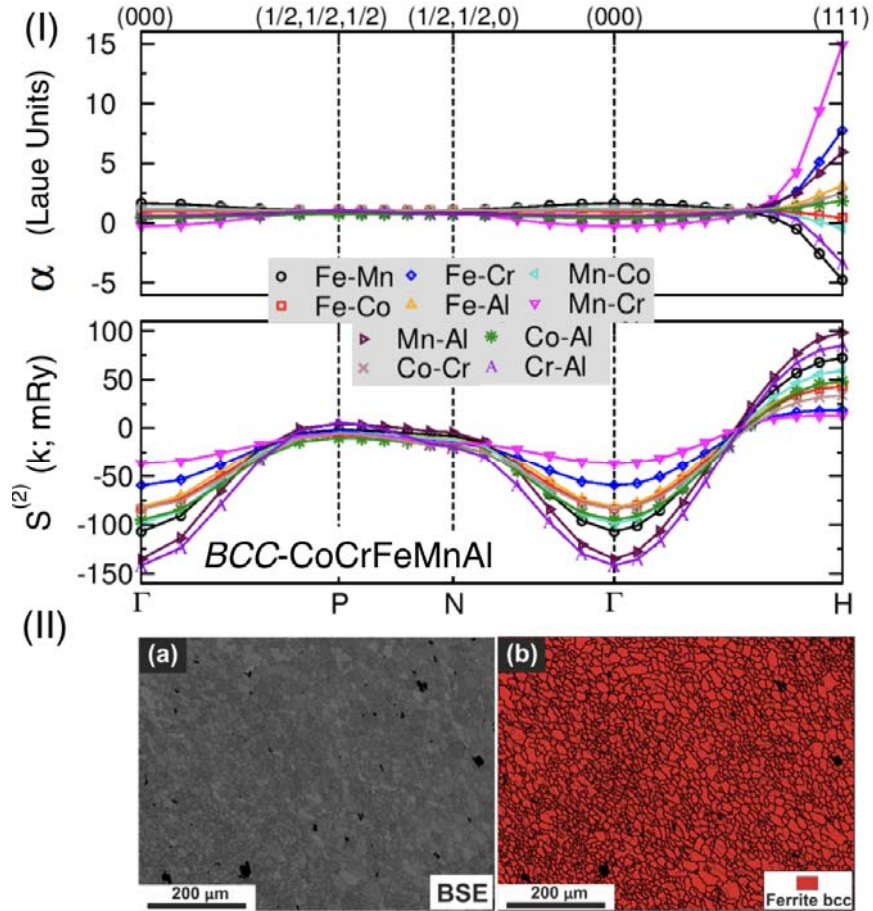 (I)
(000) (1/2,1/2,1/2) (1/2,1/2,0) (000) (111)
α (Laue Units)
15
10
5
0
-5
Fe-Mn Fe-Cr Mn-Co
Fe-Co Fe-Al Mn-Cr
Mn-Al Co-Al
Co-Cr Cr-Al
S(2) (k; mRy)
100
50
0
-50
-100
-150
BCC-CoCrFeMnAl
Γ P N Γ H
(II)
(a)
200 µm
BSE
(b)
200 µm
Ferrite bcc